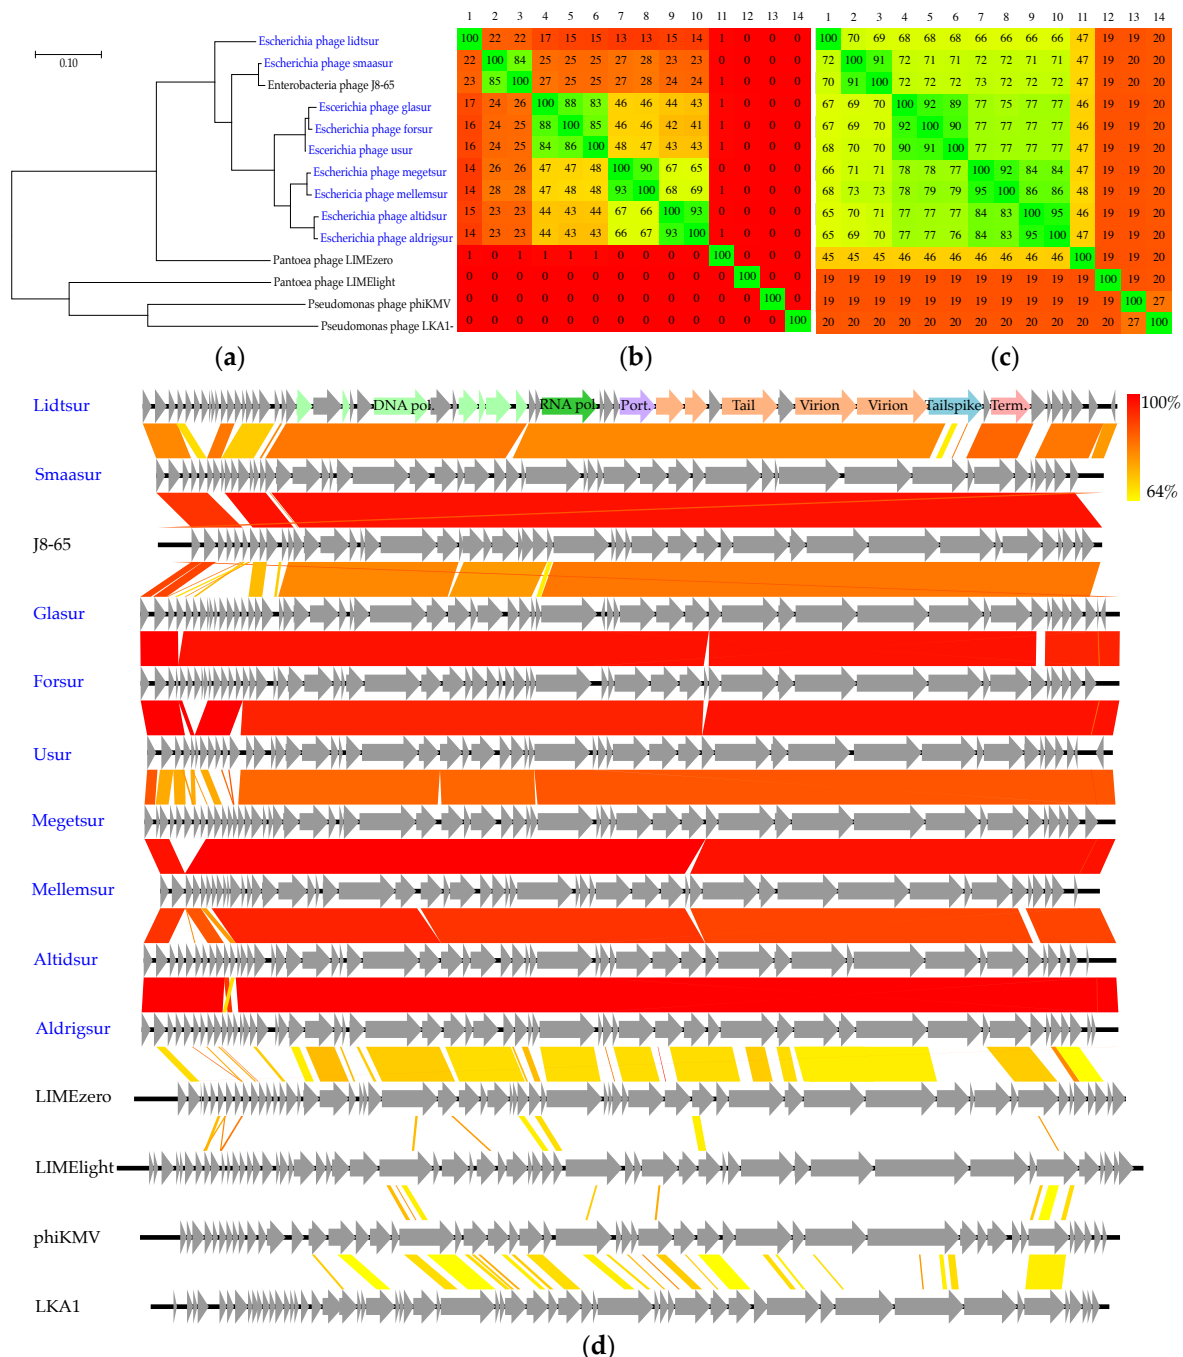 1 2 3 4 5 6 7 8 9 10 11 12 13 14
1 2 3 4 5 6 7 8 9 10 11 12 13 14
0.10
Escherichia phage lidtsur 100 22 22 17 15 15 13 13 15 14 1 0 0 0 100 70 69 68 68 68 68 66 66 66 47 19 19 20
Escherichia phage smaasur 22 100 84 25 25 25 27 28 23 23 0 0 0 0 72 100 91 72 71 71 72 72 71 71 47 19 20 20
Enterobacteria phage J8-65 23 85 100 27 25 25 27 28 24 24 1 0 0 0 70 91 100 72 72 72 73 72 72 72 47 19 19 20
Escerichia phage glasur 17 24 26 100 88 83 46 46 44 43 1 0 0 0 67 69 70 100 92 89 77 75 77 77 46 19 19 20
Escherichia phage forsur 16 24 25 88 100 85 46 46 42 41 1 0 0 0 67 69 70 92 100 90 77 77 77 77 46 19 19 20
Escerichia phage usur 16 24 25 84 86 100 48 47 43 43 1 0 0 0 68 70 70 90 91 100 77 77 77 77 47 19 19 20
Escherichia phage megetsur 14 26 26 47 47 48 100 90 67 65 1 0 0 0 66 71 71 78 78 77 100 92 84 84 47 19 19 20
Eschericia phage mellemsur 14 28 28 47 48 48 93 100 68 69 1 0 0 0 68 73 73 78 79 79 95 100 86 86 48 19 19 20
Escherichia phage altidsur 15 23 23 44 43 44 67 66 100 93 1 0 0 0 65 70 71 77 77 77 84 83 100 95 46 19 19 20
Escherichia phage aldrigsur 14 23 23 44 43 43 66 67 93 100 1 0 0 0 65 69 70 77 77 76 84 83 95 100 47 19 19 20
Pantoea phage LIMEzero 1 0 1 1 1 1 0 0 0 0 100 0 0 0 45 45 45 46 46 46 46 46 46 46 100 19 19 20
Pantoea phage LIMElight 0 0 0 0 0 0 0 0 0 0 0 100 0 0 19 19 19 19 19 19 19 19 19 19 19 100 19 20
Pseudomonas phage phiKMV 0 0 0 0 0 0 0 0 0 0 0 0 100 0 19 19 19 19 19 19 19 19 19 19 19 19 100 27
Pseudomonas phage LKA1- 0 0 0 0 0 0 0 0 0 0 0 0 0 100 20 20 20 20 20 20 20 20 20 20 20 20 27 100
(a) (b) (c)
Lidtsur DNA pol. RNA pol. Port. Tail Virion Virion Tailspike Term. 100%
Smaasur 64%
J8-65
Glasur
Forsur
Usur
Megetsur
Mellemsur
Altidsur
Aldrigsur
LIMEzero
LIMElight
phiKMV
LKA1
(d)